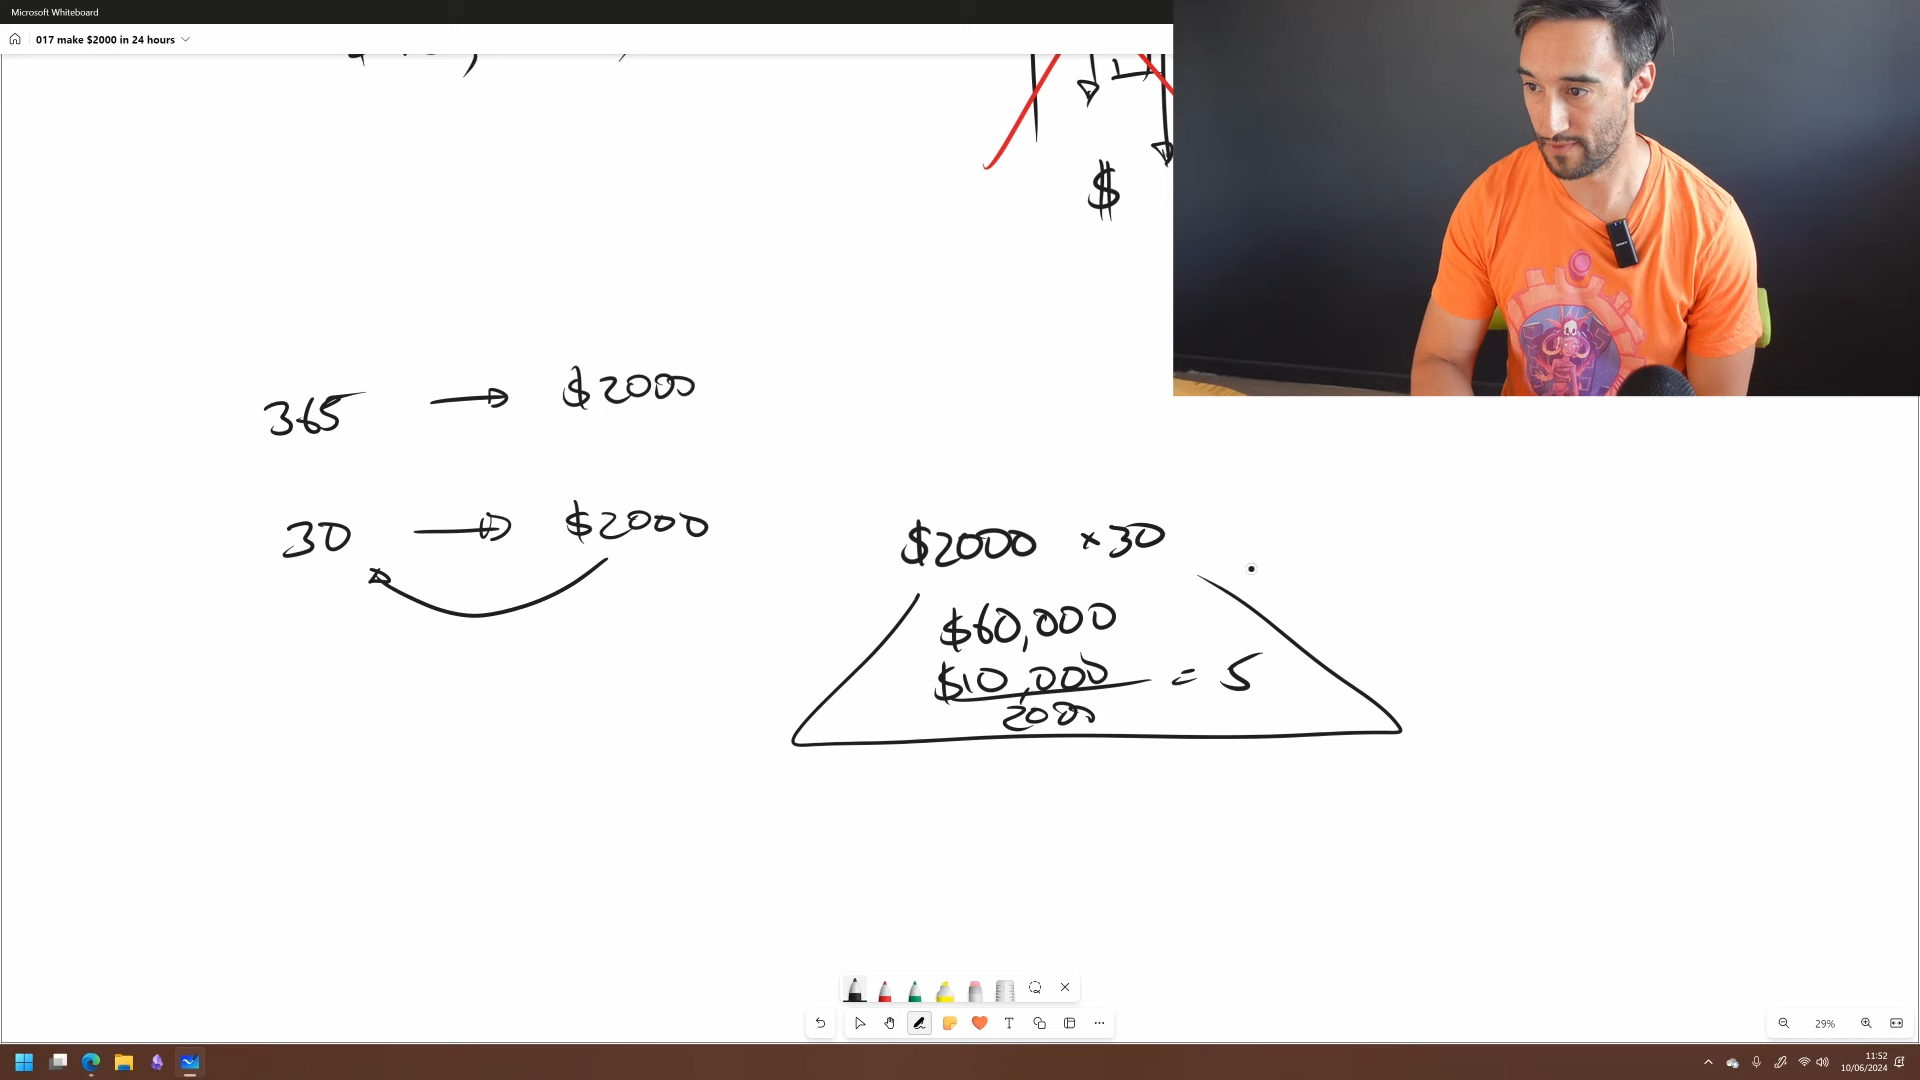 Microsoft Whiteboard
017 make $2000 in 24 hours
$
365 → $2000
30 → $2000
$2000 × 30
$60,000
$10,000 = 5
2000
29%
11:52
10/06/2024